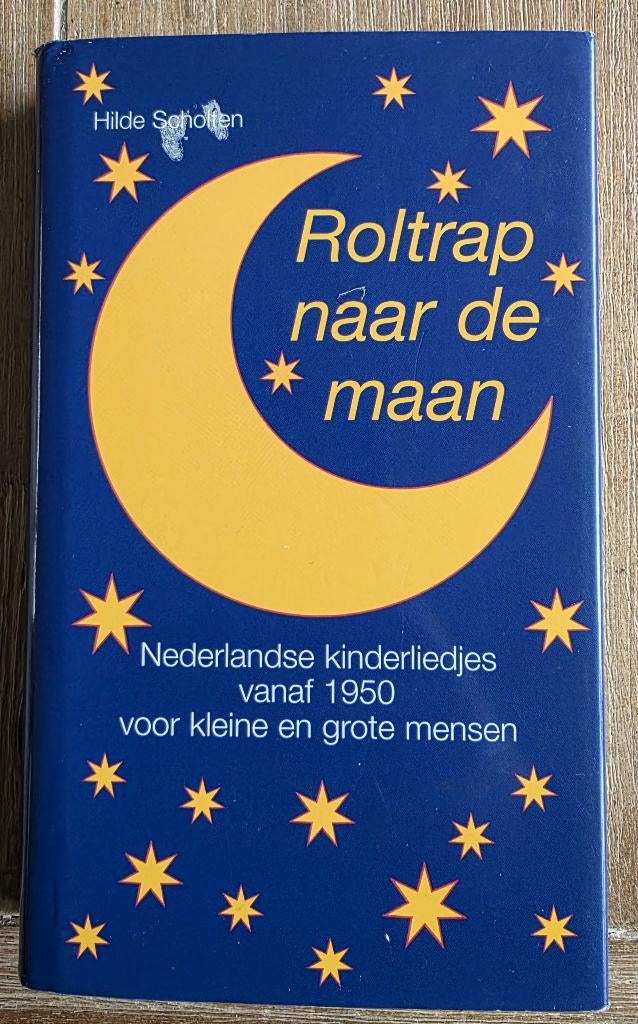 Hilde Scholten
Roltrap
naar de
maan
Nederlandse kinderliedjes
vanaf 1950
voor kleine en grote mensen